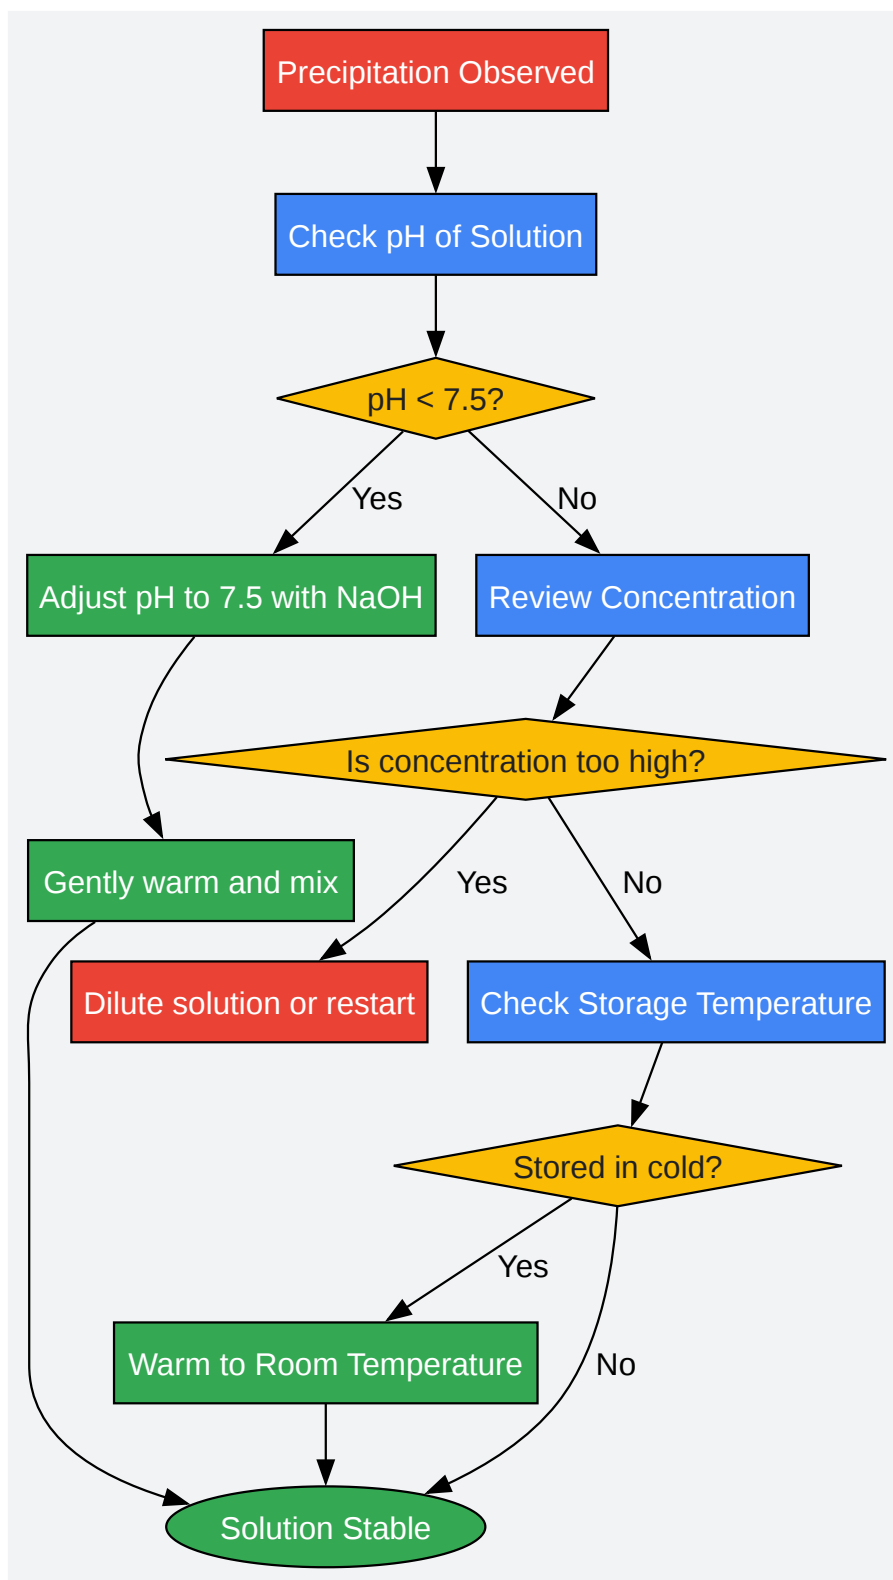 Precipitation Observed
Check pH of Solution
pH < 7.5?
Yes
No
Adjust pH to 7.5 with NaOH
Review Concentration
Is concentration too high?
Gently warm and mix
Yes
No
Dilute solution or restart
Check Storage Temperature
Stored in cold?
Yes
Warm to Room Temperature
No
Solution Stable